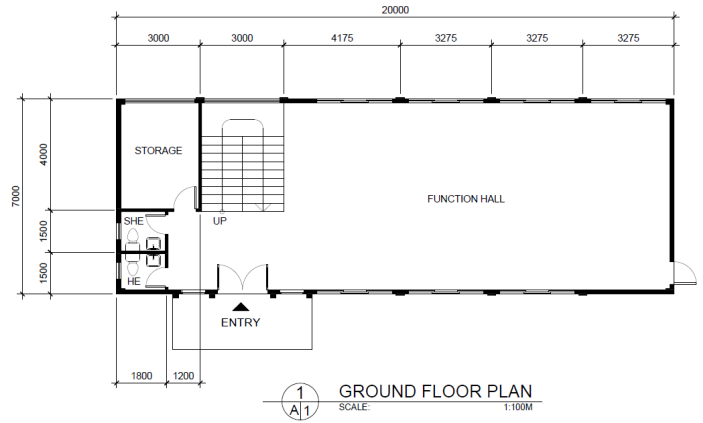 20000
3000
3000
4175
3275
3275
3275
7000
4000
1500
1500
STORAGE
FUNCTION HALL
SHE
UP
HE
ENTRY
1800
1200
1
A 1
GROUND FLOOR PLAN
SCALE: 1:100M